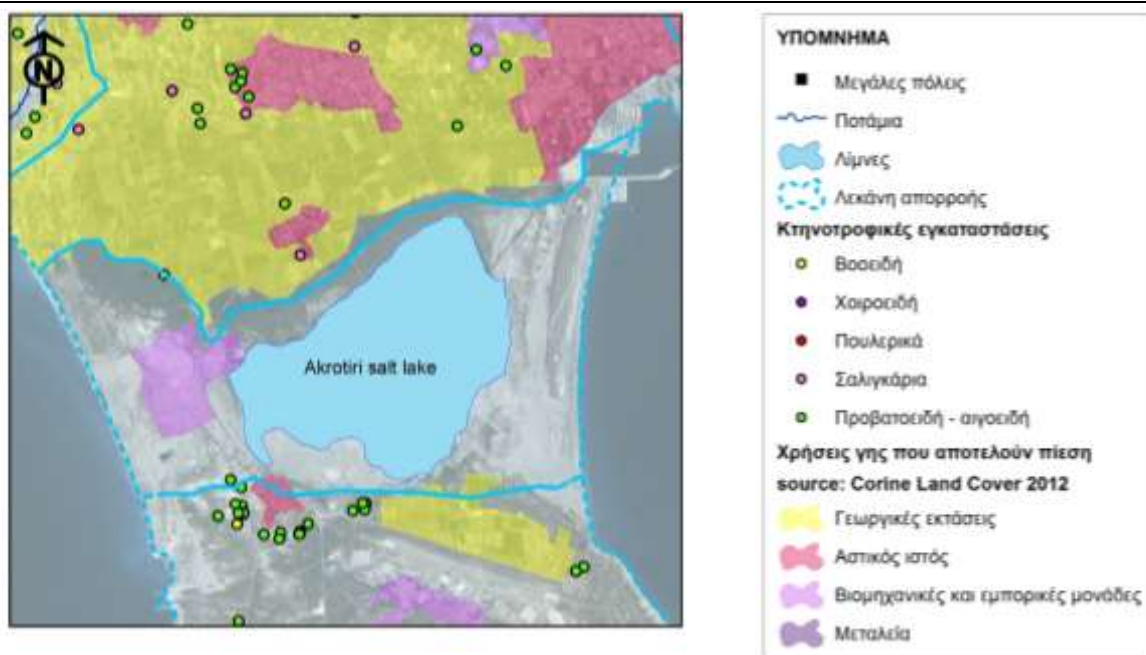 N
Akrotiri salt lake
ΥΠΟΜΝΗΜΑ
Μεγάλες πόλεις
Ποτάμια
Λίμνες
Λεκάνη απορροής
Κτηνοτροφικές εγκαταστάσεις
Βοοειδή
Χοιροειδή
Πουλερικά
Σαλιγκάρια
Προβατοειδή - αιγοειδή
Χρήσεις γης που αποτελούν πίεση
source: Corine Land Cover 2012
Γεωργικές εκτάσεις
Αστικός ιστός
Βιομηχανικές και εμπορικές μονάδες
Μεταλεία